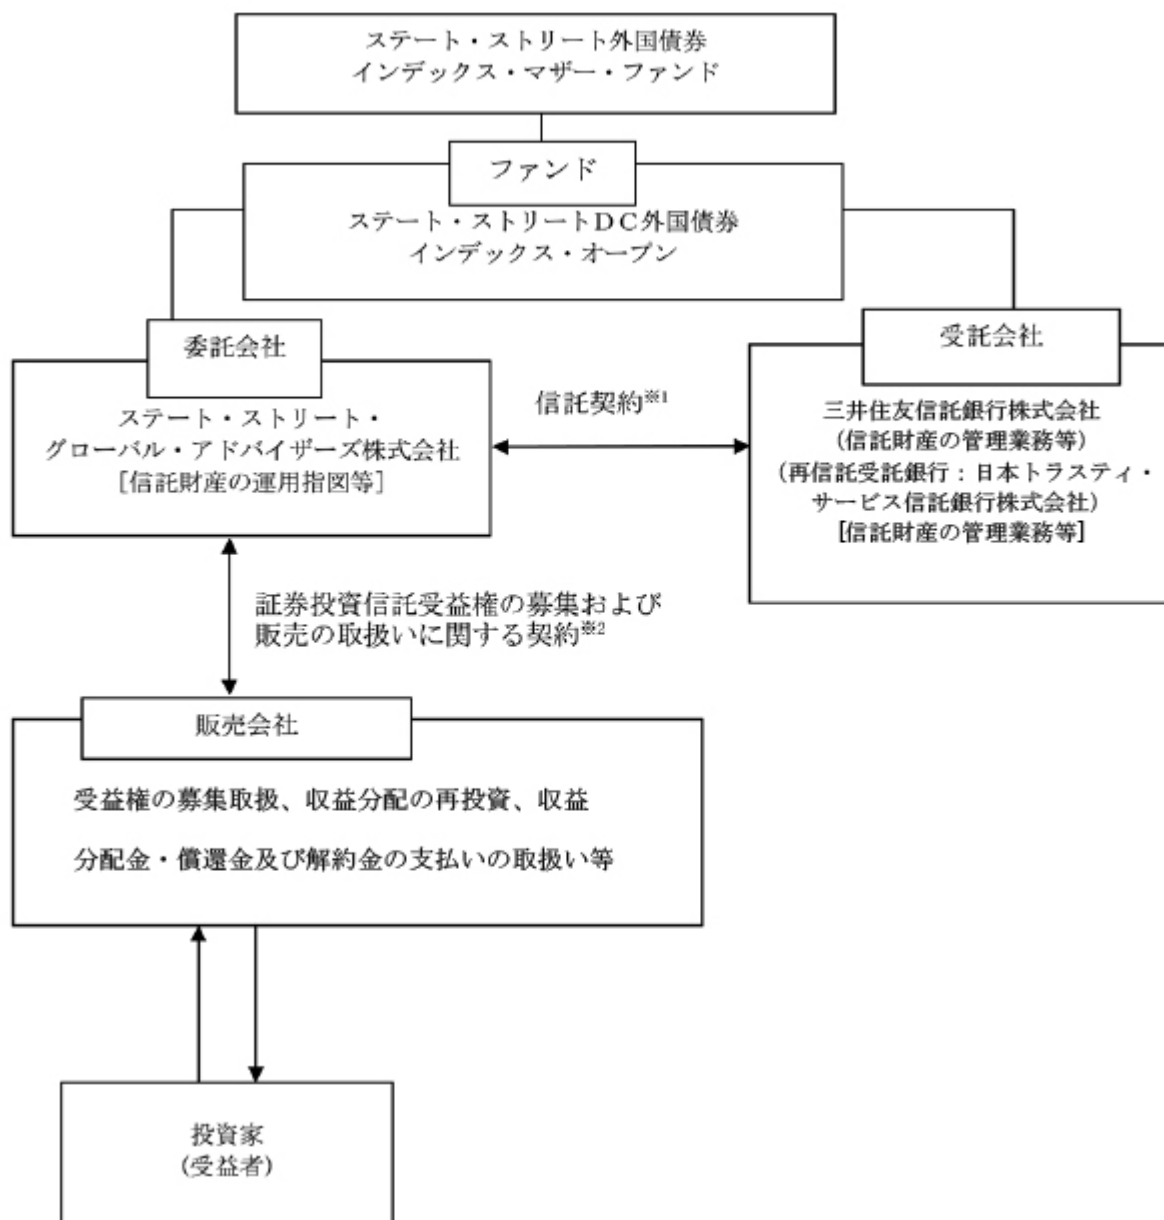 ステート・ストリート外国債券
インデックス・マザー・ファンド
ファンド
ステート・ストリートDC外国債券
インデックス・オープン
委託会社
ステート・ストリート・
グローバル・アドバイザーズ株式会社
［信託財産の運用指図等］
信託契約※1
受託会社
三井住友信託銀行株式会社
(信託財産の管理業務等)
（再信託受託銀行：日本トラスティ・
サービス信託銀行株式会社）
[信託財産の管理業務等]
証券投資信託受益権の募集および
販売の取扱いに関する契約※2
販売会社
受益権の募集取扱、収益分配の再投資、収益
分配金・償還金及び解約金の支払いの取扱い等
投資家
(受益者)